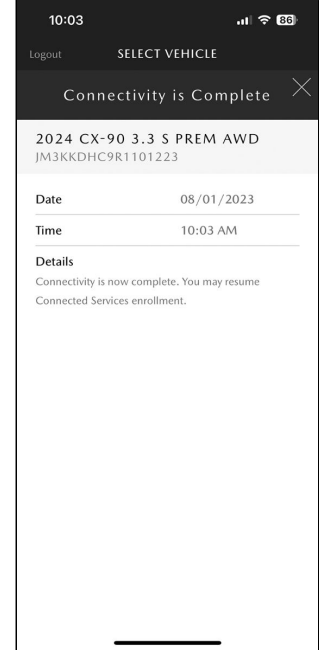 10:03
86
Logout
SELECT VEHICLE
Connectivity is Complete
2024 CX-90 3.3 S PREM AWD
JM3KKDHC9R1101223
Date 08/01/2023
Time 10:03 AM
Details
Connectivity is now complete. You may resume
Connected Services enrollment.